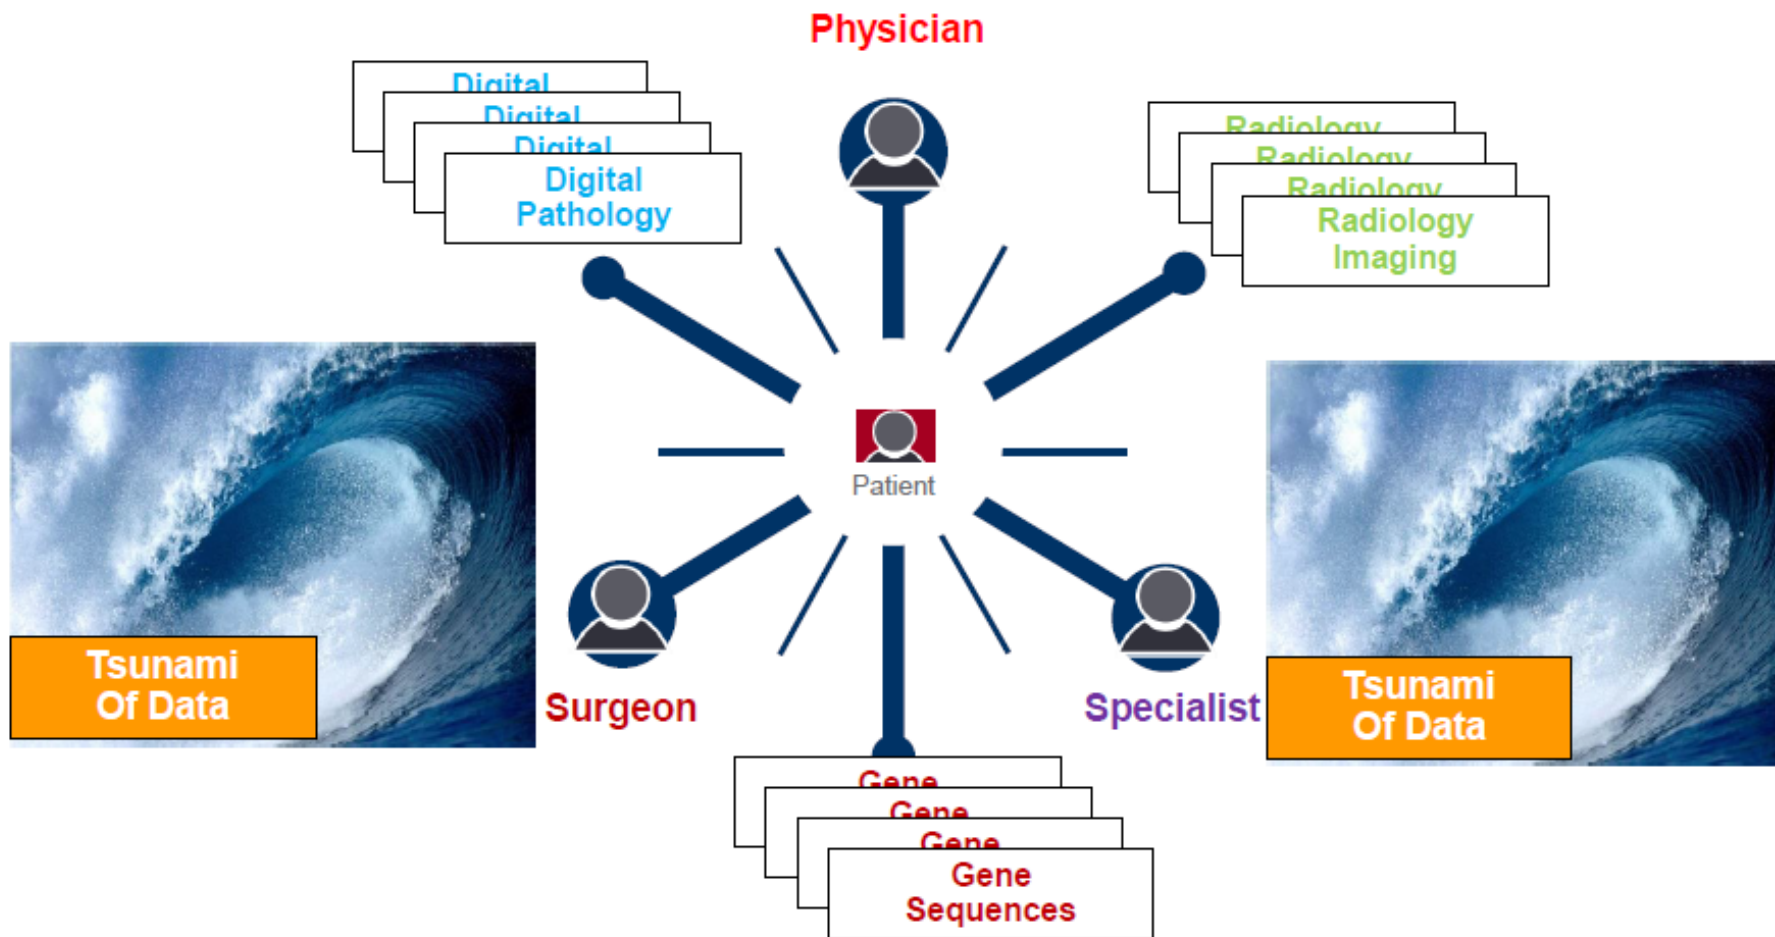 Physician
Digital
Digital
Digital
Digital
Pathology
Radiology
Radiology
Radiology
Radiology
Imaging
Patient
Tsunami
Of Data
Surgeon
Specialist
Tsunami
Of Data
Gene
Gene
Gene
Gene
Sequences